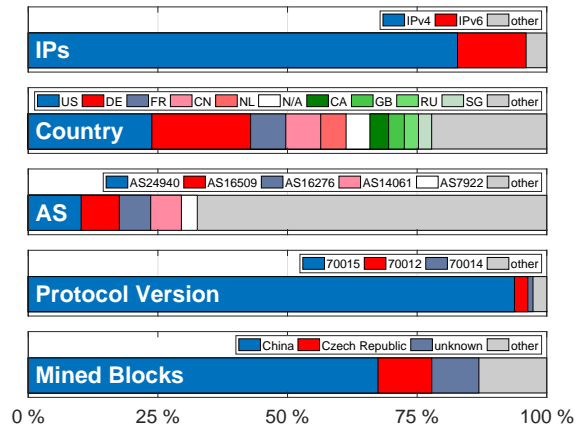 IPv4 IPv6 other
IPs
US DE FR CN NL N/A CA GB RU SG other
Country
AS24940 AS16509 AS16276 AS14061 AS7922 other
AS
70015 70012 70014 other
Protocol Version
China Czech Republic unknown other
Mined Blocks
0 % 25 % 50 % 75 % 100 %